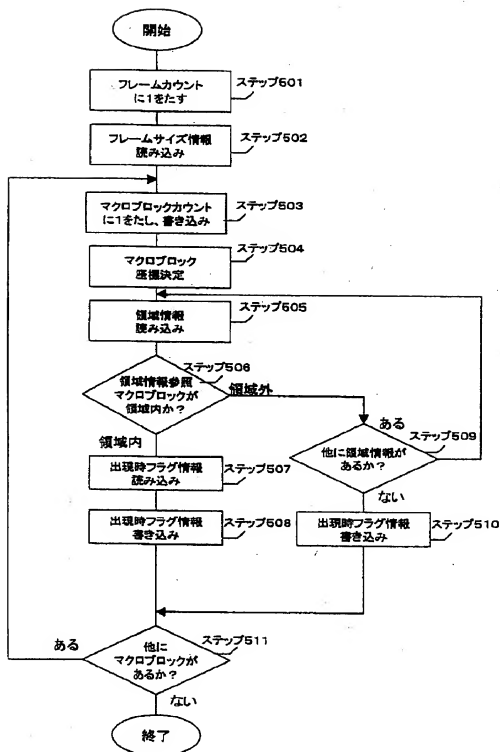 開始
フレームカウント
に1をたす
ステップ501
フレームサイズ情報
読み込み
ステップ502
マクロブロックカウント
に1をたし、書き込み
ステップ503
マクロブロック
座標決定
ステップ504
領域情報
読み込み
ステップ505
領域情報参照
マクロブロックが
領域内か？
ステップ506
領域外
領域内
他に領域情報が
あるか？
ある
ステップ509
ない
出現時フラグ情報
読み込み
ステップ507
出現時フラグ情報
書き込み
ステップ508
出現時フラグ情報
書き込み
ステップ510
他に
マクロブロックが
あるか？
ステップ511
ある
ない
終了